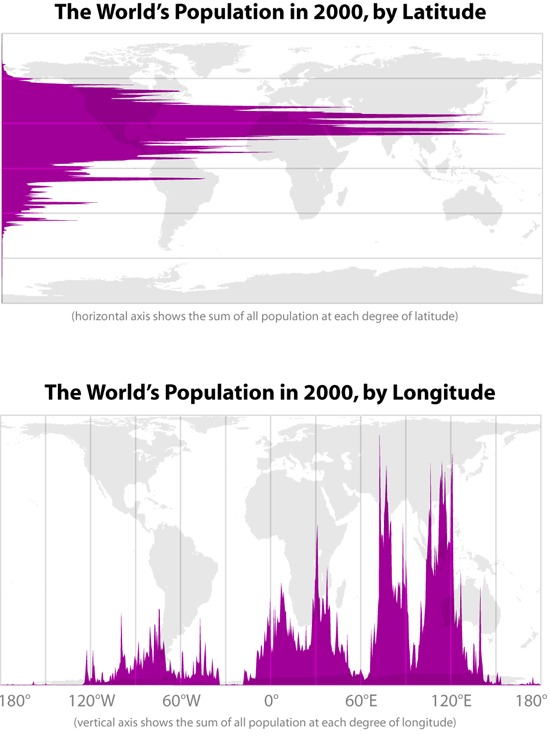 The World's Population in 2000, by Latitude
(horizontal axis shows the sum of all population at each degree of latitude)
The World's Population in 2000, by Longitude
180° 120°W 60°W 0° 60°E 120°E 180°
(vertical axis shows the sum of all population at each degree of longitude)